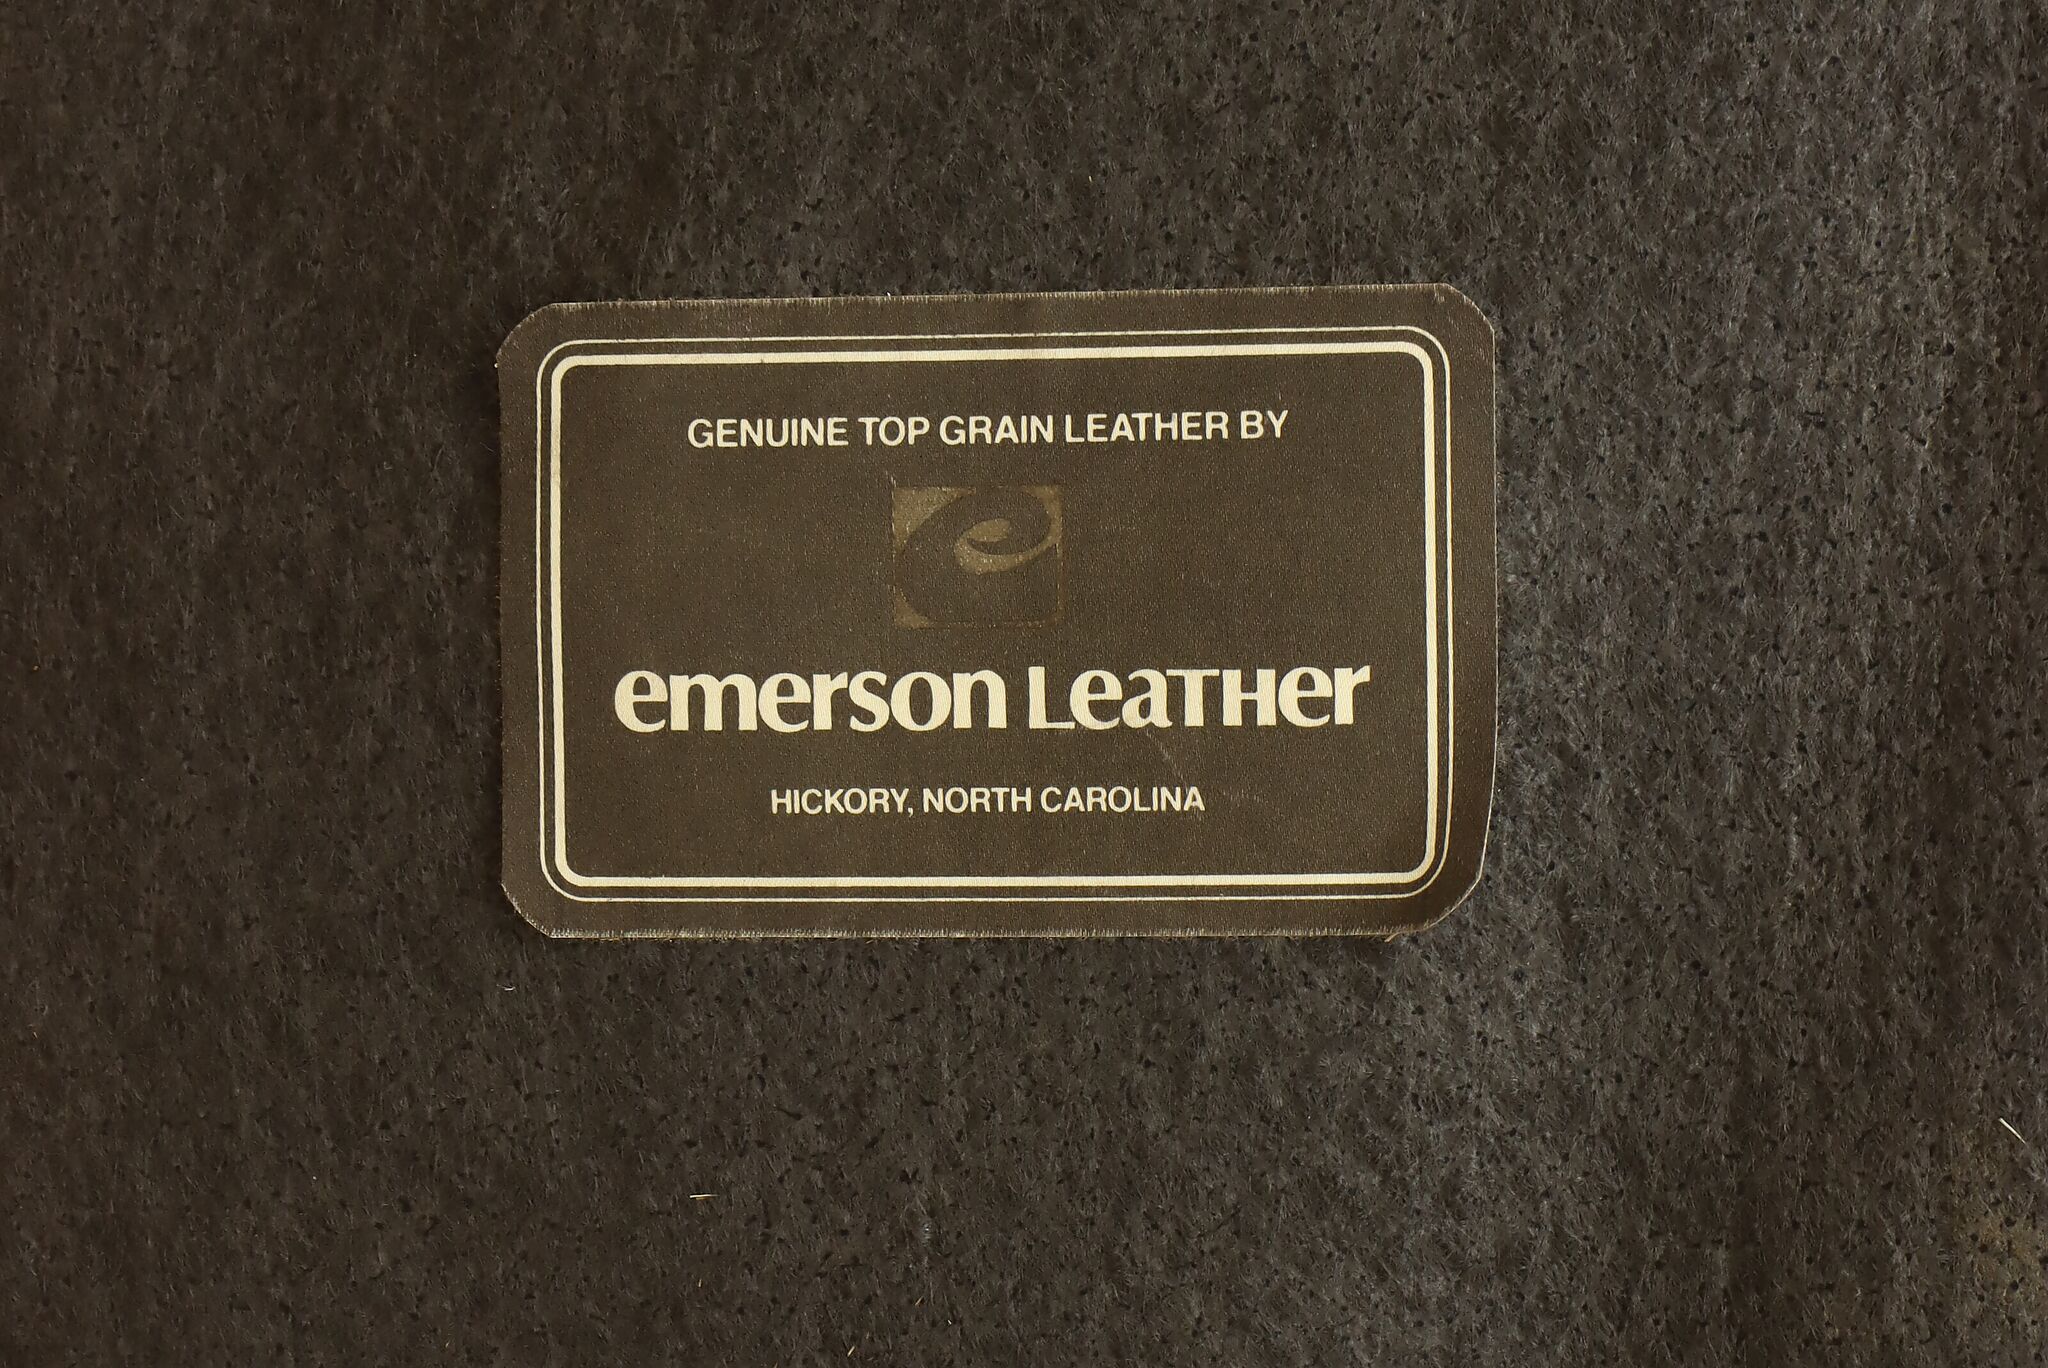 GENUINE TOP GRAIN LEATHER BY
emerson Leather
HICKORY, NORTH CAROLINA